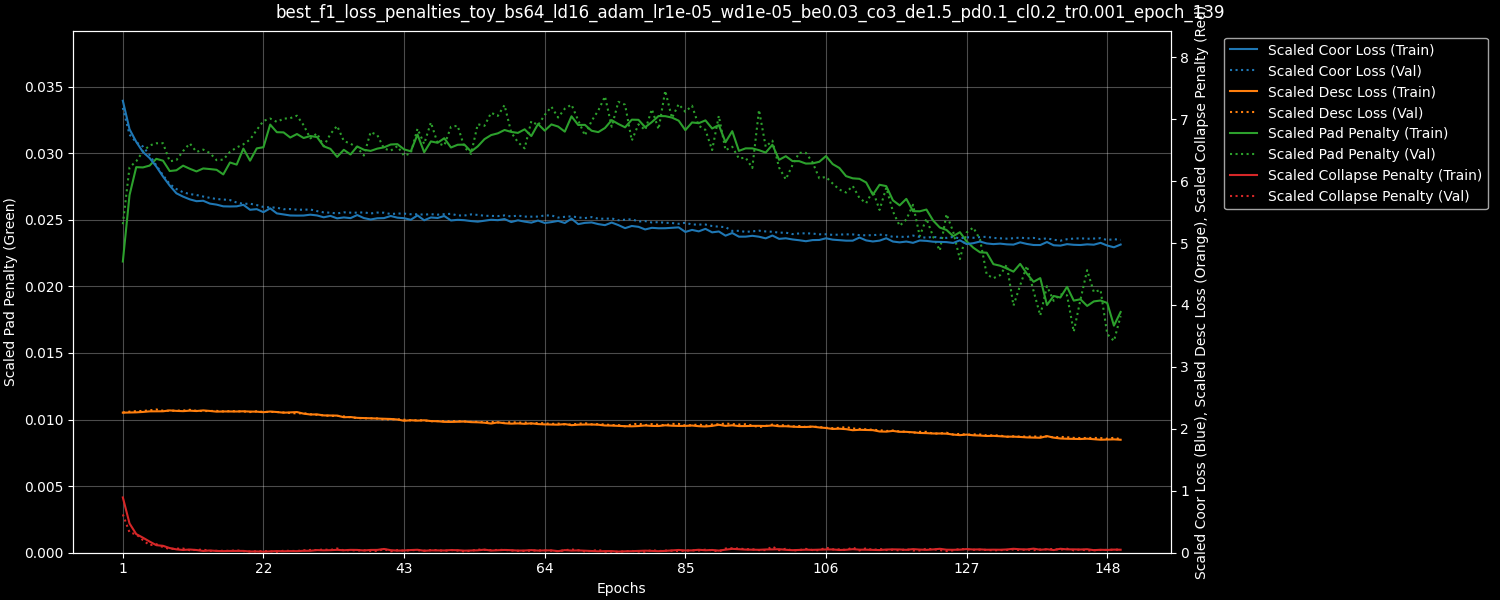 best_f1_loss_penalties_toy_bs64_ld16_adam_lr1e-05_wd1e-05_be0.03_co3_de1.5_pd0.1_cl0.2_tr0.001_epoch_139
Scaled Pad Penalty (Green)
0.035
0.030
0.025
0.020
0.015
0.010
0.005
0.000
1
22
43
64
85
106
127
148
Epochs
8
7
6
5
4
3
2
1
0
Scaled Coor Loss (Blue), Scaled Desc Loss (Orange), Scaled Collapse Penalty (Red)
Scaled Coor Loss (Train)
Scaled Coor Loss (Val)
Scaled Desc Loss (Train)
Scaled Desc Loss (Val)
Scaled Pad Penalty (Train)
Scaled Pad Penalty (Val)
Scaled Collapse Penalty (Train)
Scaled Collapse Penalty (Val)